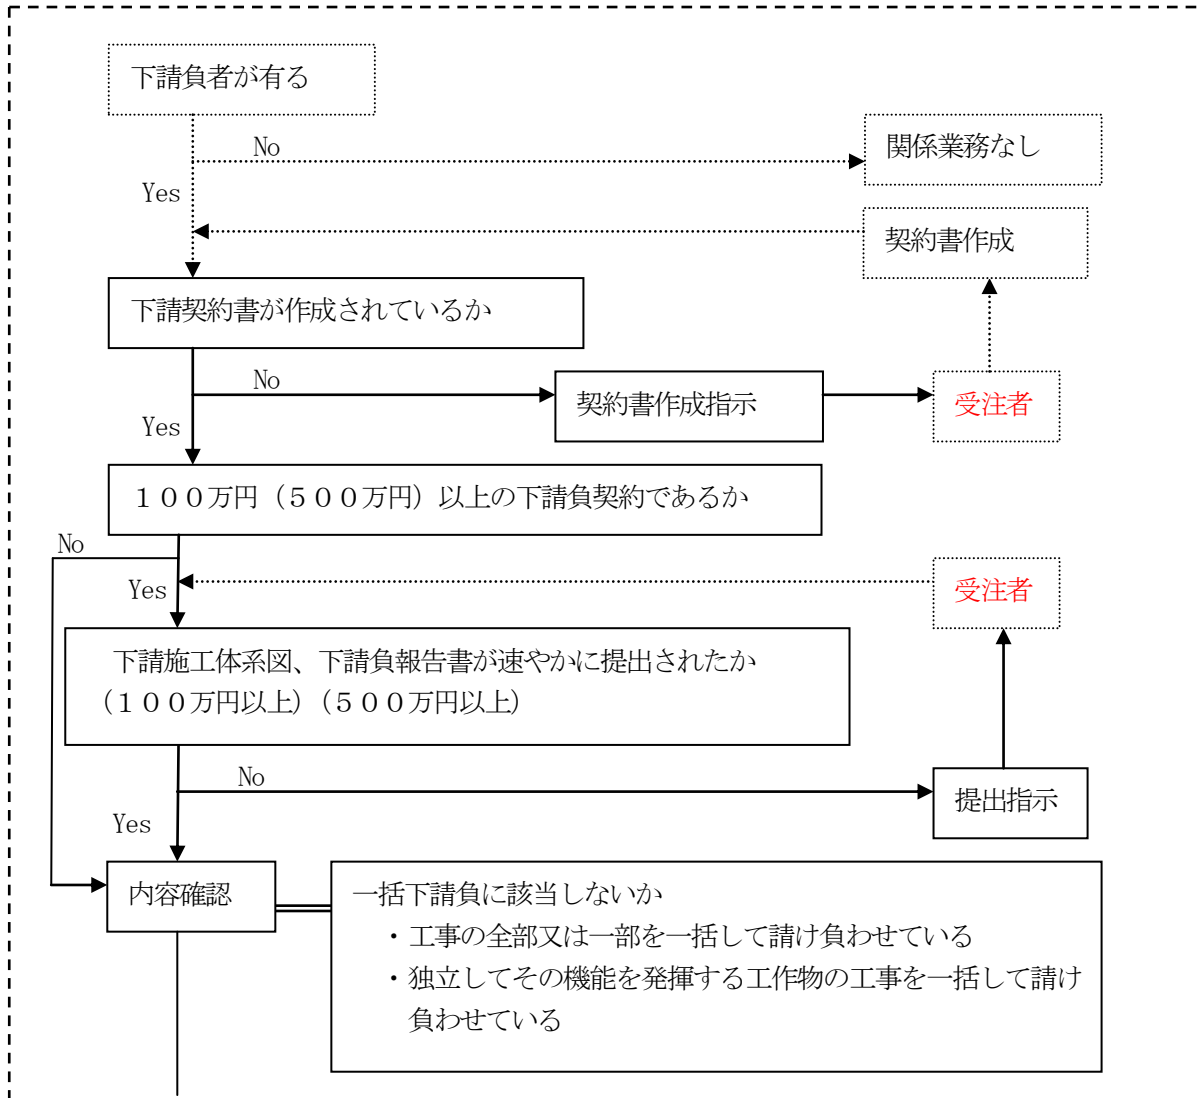 下請負者が有る
No
関係業務なし
Yes
契約書作成
下請契約書が作成されているか
No
契約書作成指示
受注者
Yes
100万円(500万円)以上の下請負契約であるか
No
Yes
受注者
下請施工体系図、下請負報告書が速やかに提出されたか
(100万円以上)(500万円以上)
No
提出指示
Yes
内容確認
一括下請負に該当しないか
・工事の全部又は一部を一括して請け負わせている
・独立してその機能を発揮する工作物の工事を一括して請け
負わせている